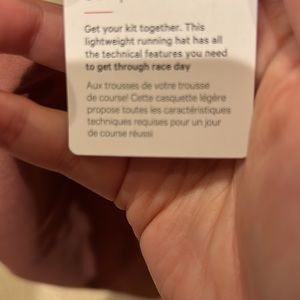 Get your kit together. This
lightweight running hat has all
the technical features you need
to get through race day
Aux trousses de votre trousse
de course! Cette casquette légère
propose toutes les caractéristiques
techniques requises pour un jour
de course réussi